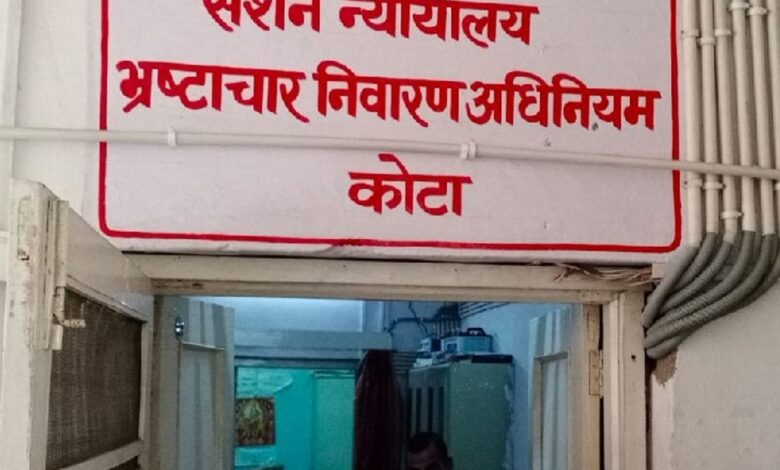 सेशन न्यायालय
भ्रष्टाचार निवारण अधिनियम
कोटा